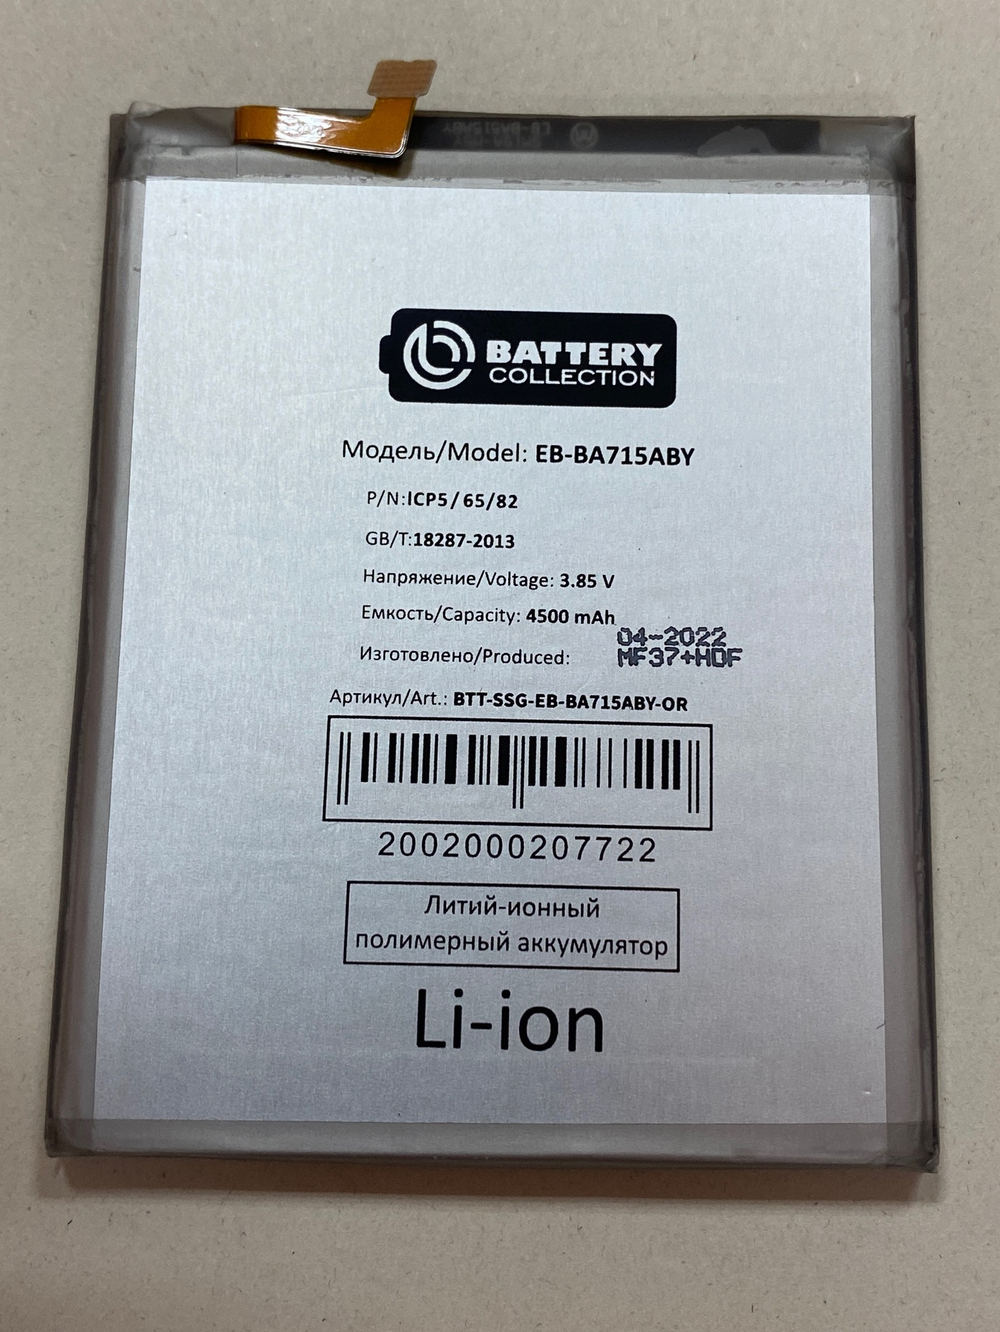 EB-BA515ABY
BATTERY
COLLECTION
Модель/Model: EB-BA715ABY
P/N:ICP5/65/82
GB/T:18287-2013
Напряжение/Voltage: 3.85 V
Емкость/Capacity: 4500 mAh
04-2022
Изготовлено/Produced: MF37+HDF
Артикул/Art.: BTT-SSG-EB-BA715ABY-OR
2002000207722
Литий-ионный
полимерный аккумулятор
Li-ion